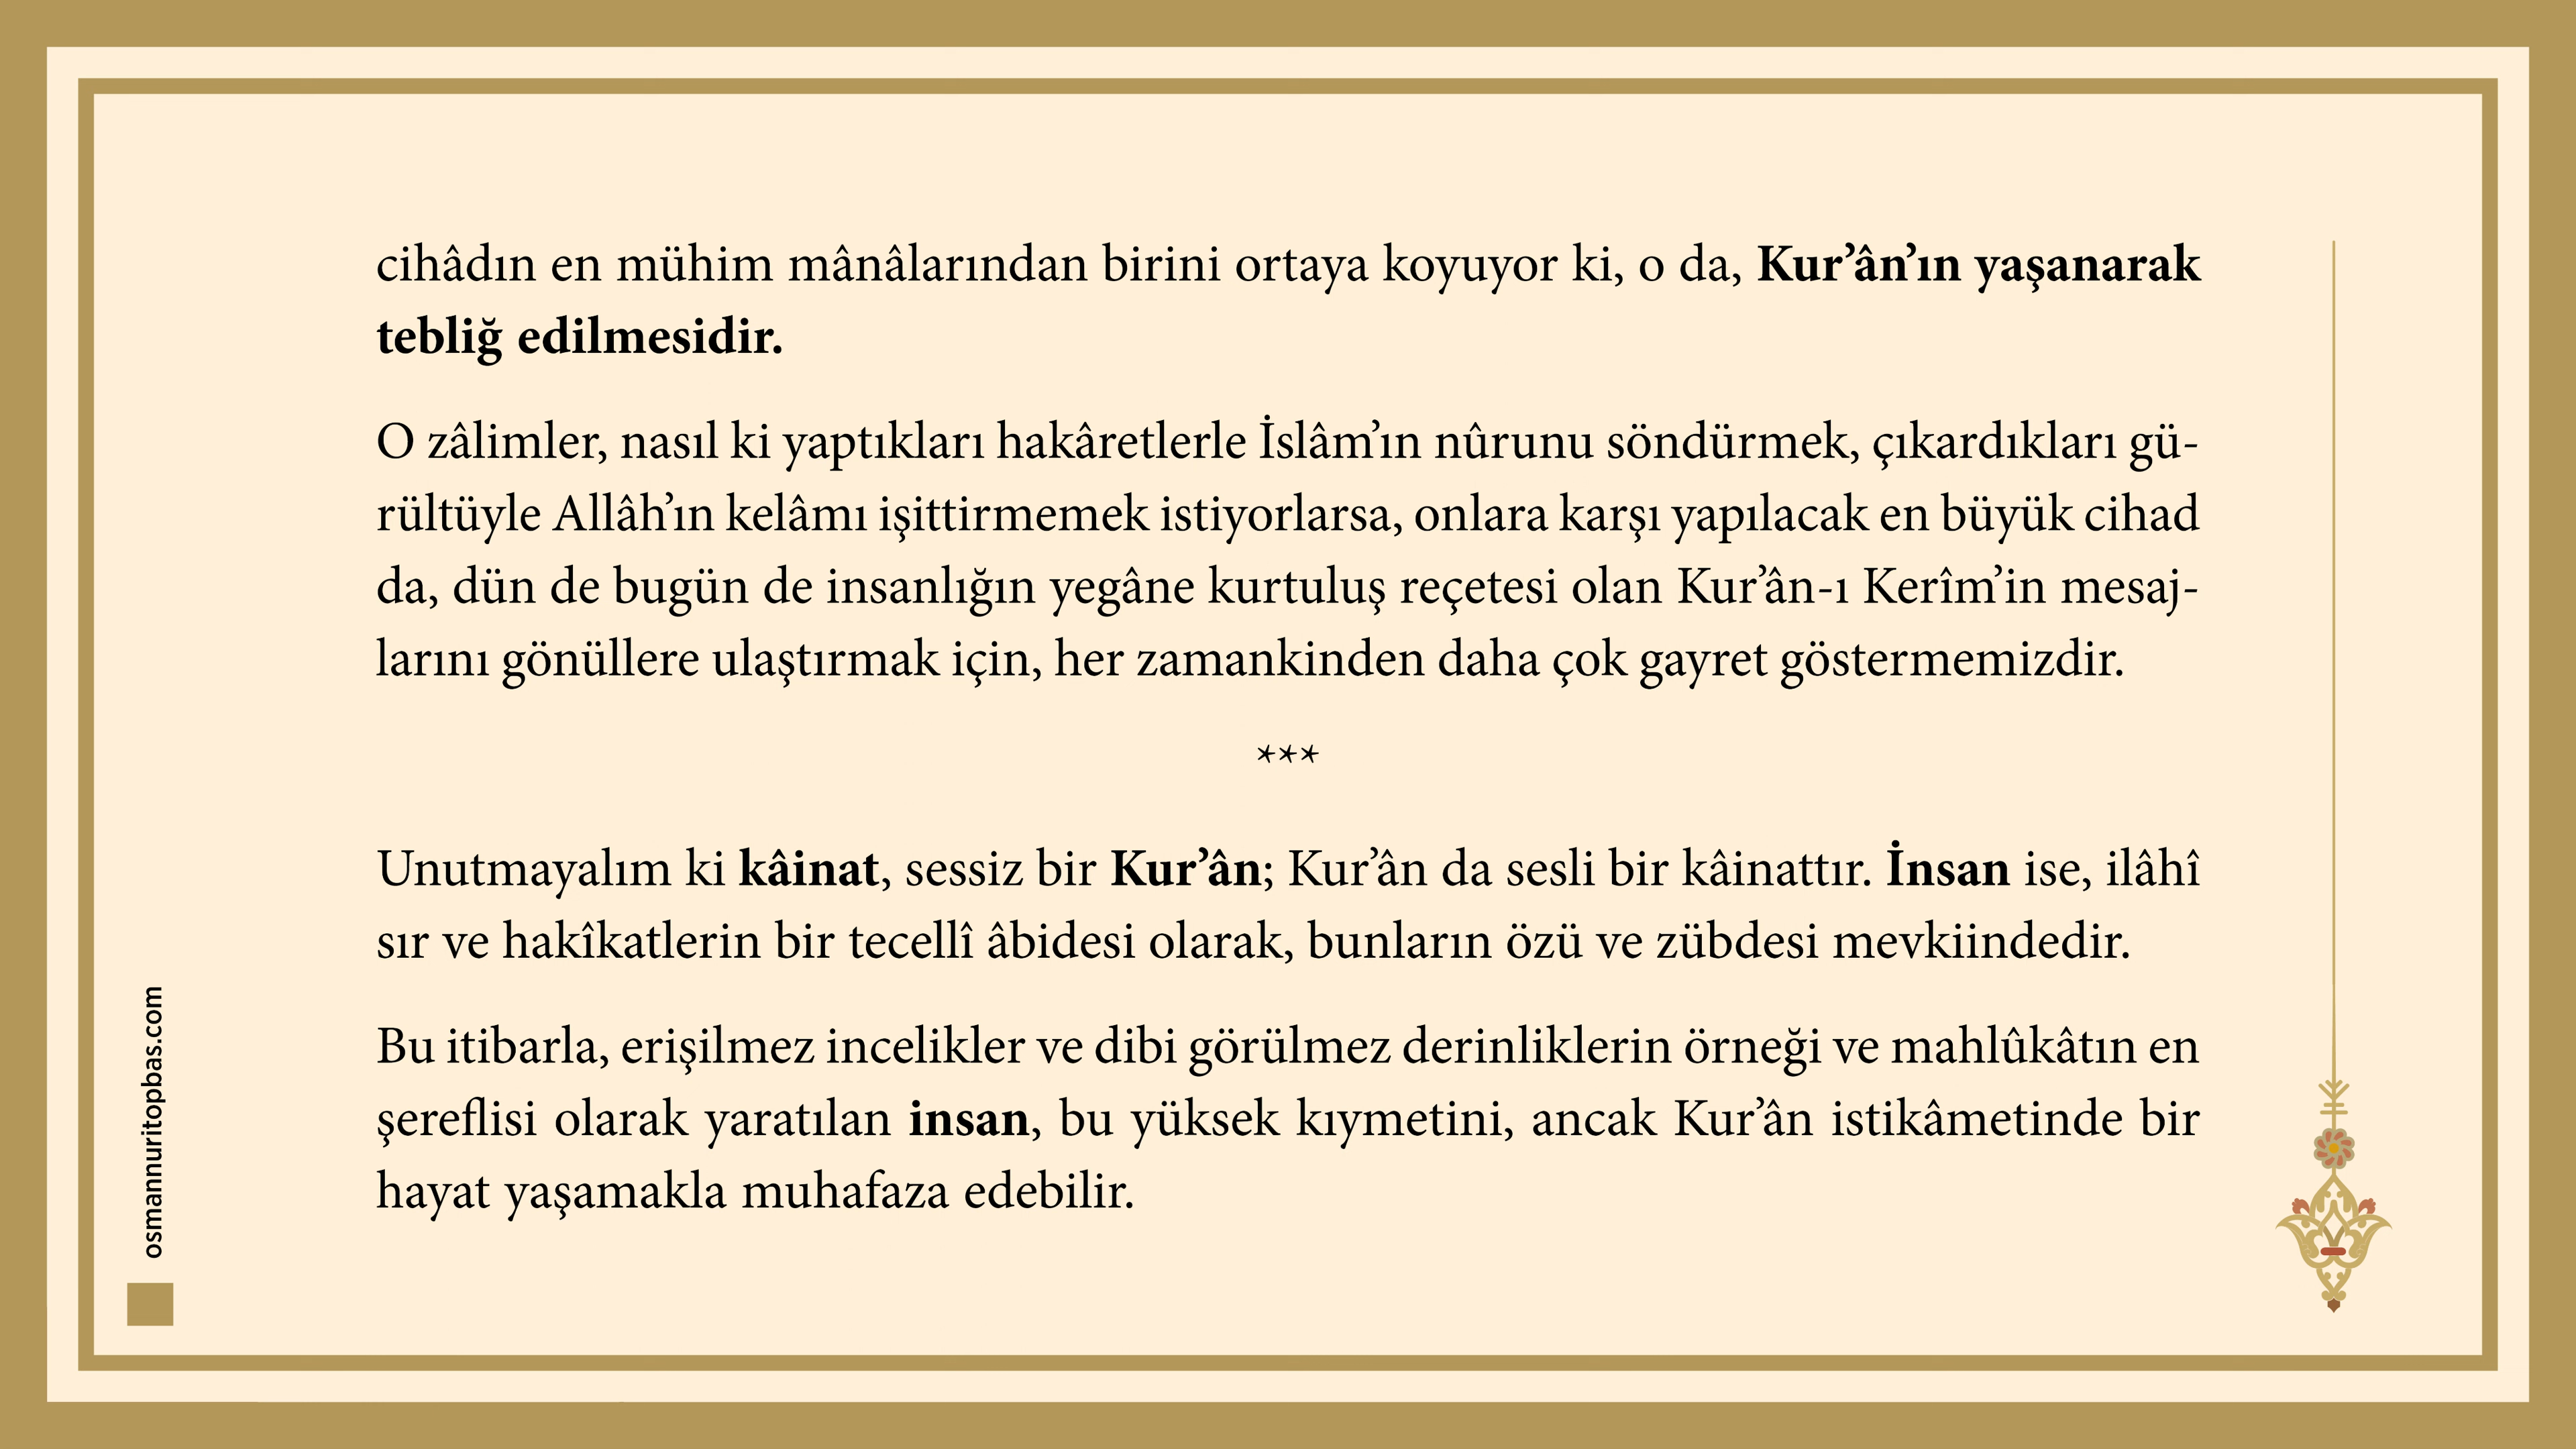 cihâdın en mühim mânâlarından birini ortaya koyuyor ki, o da, Kur’ân’ın yaşanarak
tebliğ edilmesidir.
O zâlimler, nasıl ki yaptıkları hakâretlerle İslâm’ın nûrunu söndürmek, çıkardıkları gü-
rültüyle Allâh’ın kelâmı işittirmemek istiyorlarsa, onlara karşı yapılacak en büyük cihad
da, dün de bugün de insanlığın yegâne kurtuluş reçetesi olan Kur’ân-ı Kerîm’in mesaj-
larını gönüllere ulaştırmak için, her zamankinden daha çok gayret göstermemizdir.
***
Unutmayalım ki kâinat, sessiz bir Kur’ân; Kur’ân da sesli bir kâinattır. İnsan ise, ilâhî
sır ve hakîkatlerin bir tecellî âbidesi olarak, bunların özü ve zübdesi mevkiindedir.
Bu itibarla, erişilmez incelikler ve dibi görülmez derinliklerin örneği ve mahlûkâtın en
şereflisi olarak yaratılan insan, bu yüksek kıymetini, ancak Kur’ân istikâmetinde bir
hayat yaşamakla muhafaza edebilir.
osmannuritopbas.com